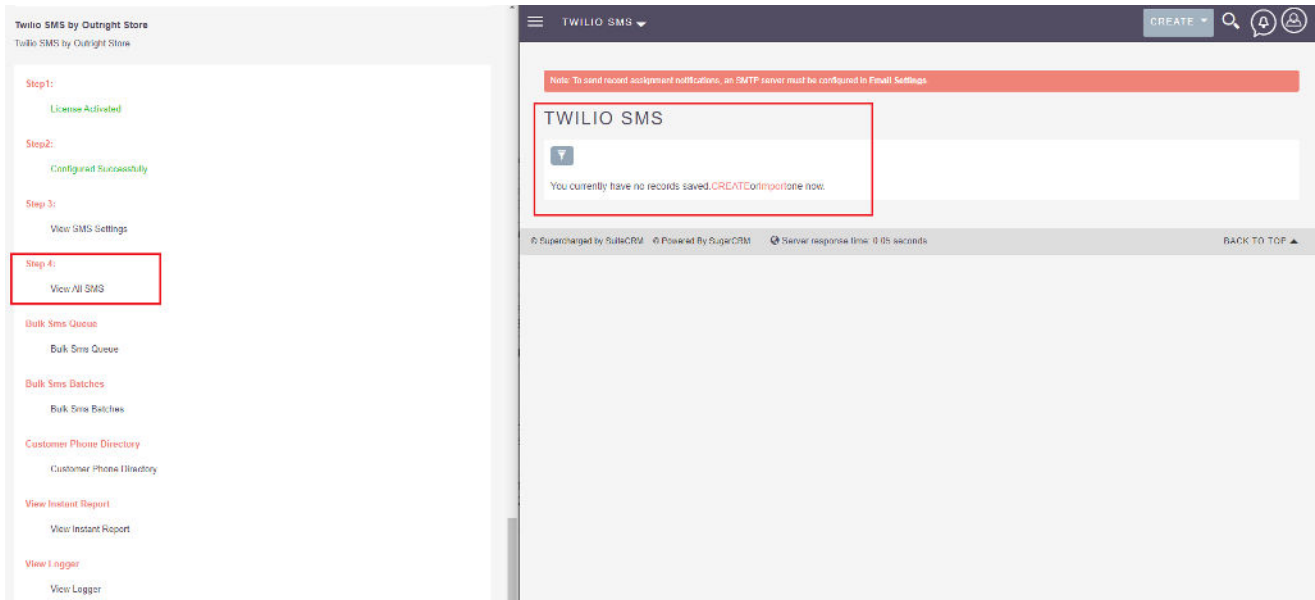 Twilio SMS by Outright Store
Twilio SMS by Outright Store
Step1:
License Activated
Step2:
Configured Successfully
Step 3:
View SMS Settings
Step 4:
View All SMS
Bulk Sms Queue
Bulk Sms Queue
Bulk Sms Batches
Bulk Sms Batches
Customer Phone Directory
Customer Phone Directory
View Instant Report
View Instant Report
View Logger
View Logger
TWILIO SMS
CREATE
Note: To send record assignment notifications, an SMTP server must be configured in Email Settings.
TWILIO SMS
You currently have no records saved.CREATEorImportone now.
© Supercharged by SuiteCRM © Powered By SugarCRM Server response time: 0.05 seconds BACK TO TOP